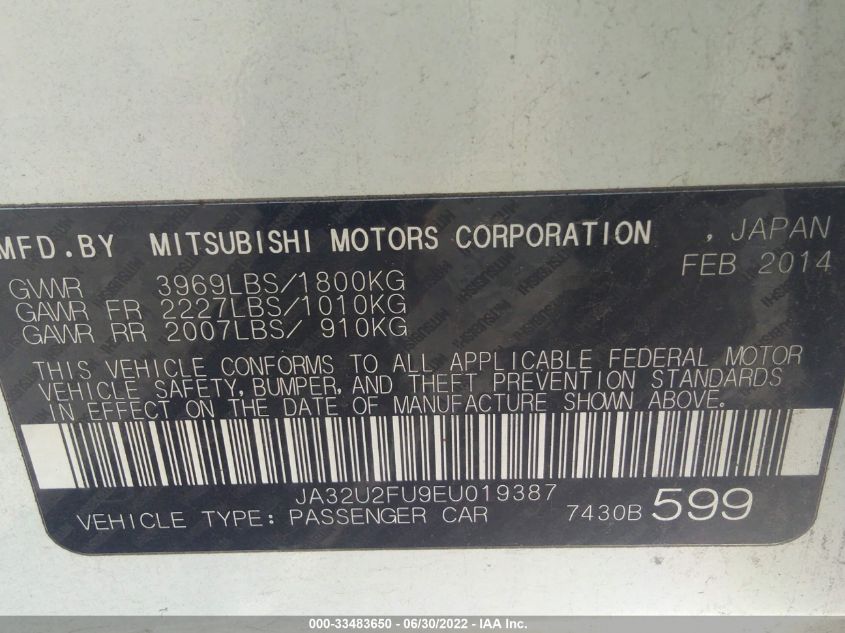 MFD.BY MITSUBISHI MOTORS CORPORATION , JAPAN
FEB 2014
GVWR 3969LBS/1800KG
GAWR FR 2227LBS/1010KG
GAWR RR 2007LBS/ 910KG
THIS VEHICLE CONFORMS TO ALL APPLICABLE FEDERAL MOTOR
VEHICLE SAFETY,BUMPER,AND THEFT PREVENTION STANDARDS
IN EFFECT ON THE DATE OF MANUFACTURE SHOWN ABOVE.
JA32U2FU9EU019387
VEHICLE TYPE: PASSENGER CAR 7430B 599
000-33483650 - 06/30/2022 - IAA Inc.